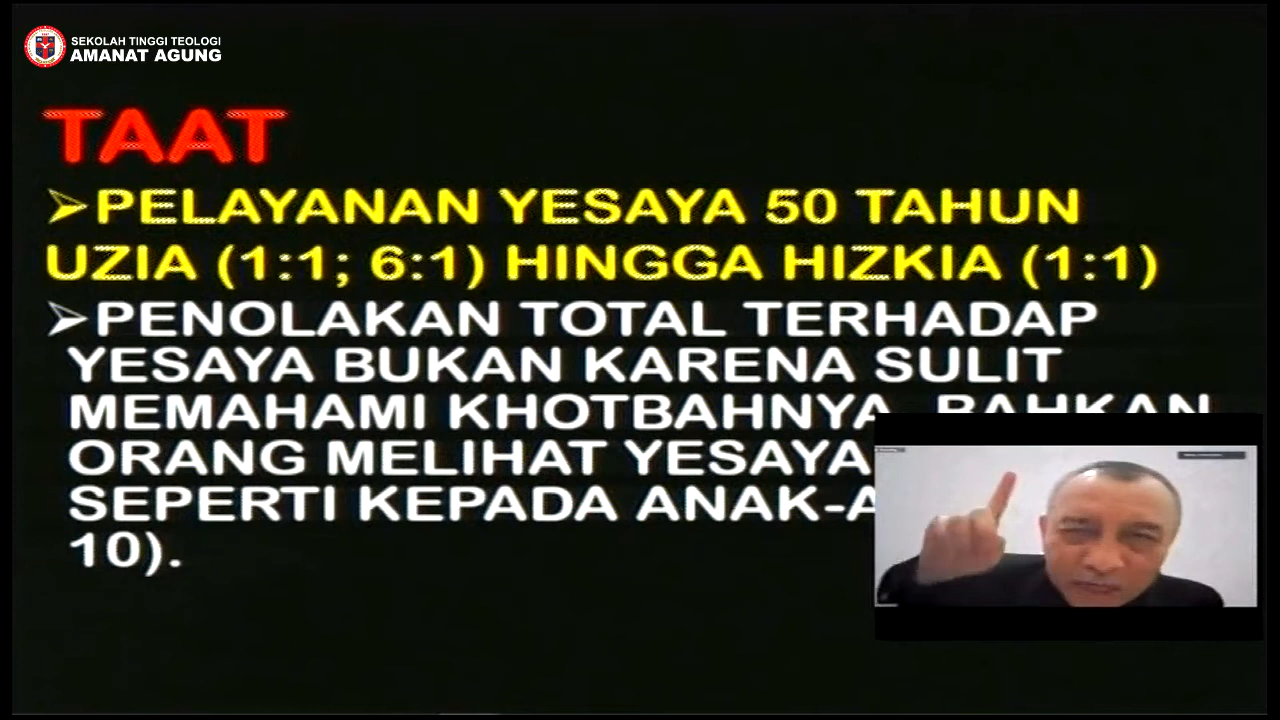 SEKOLAH TINGGI TEOLOGI
AMANAT AGUNG
TAAT
➢PELAYANAN YESAYA 50 TAHUN
UZIA (1:1; 6:1) HINGGA HIZKIA (1:1)
➢PENOLAKAN TOTAL TERHADAP
YESAYA BUKAN KARENA SULIT
MEMAHAMI KHOTBAHNYA, BAHKAN
ORANG MELIHAT YESAYA
SEPERTI KEPADA ANAK-A
10).